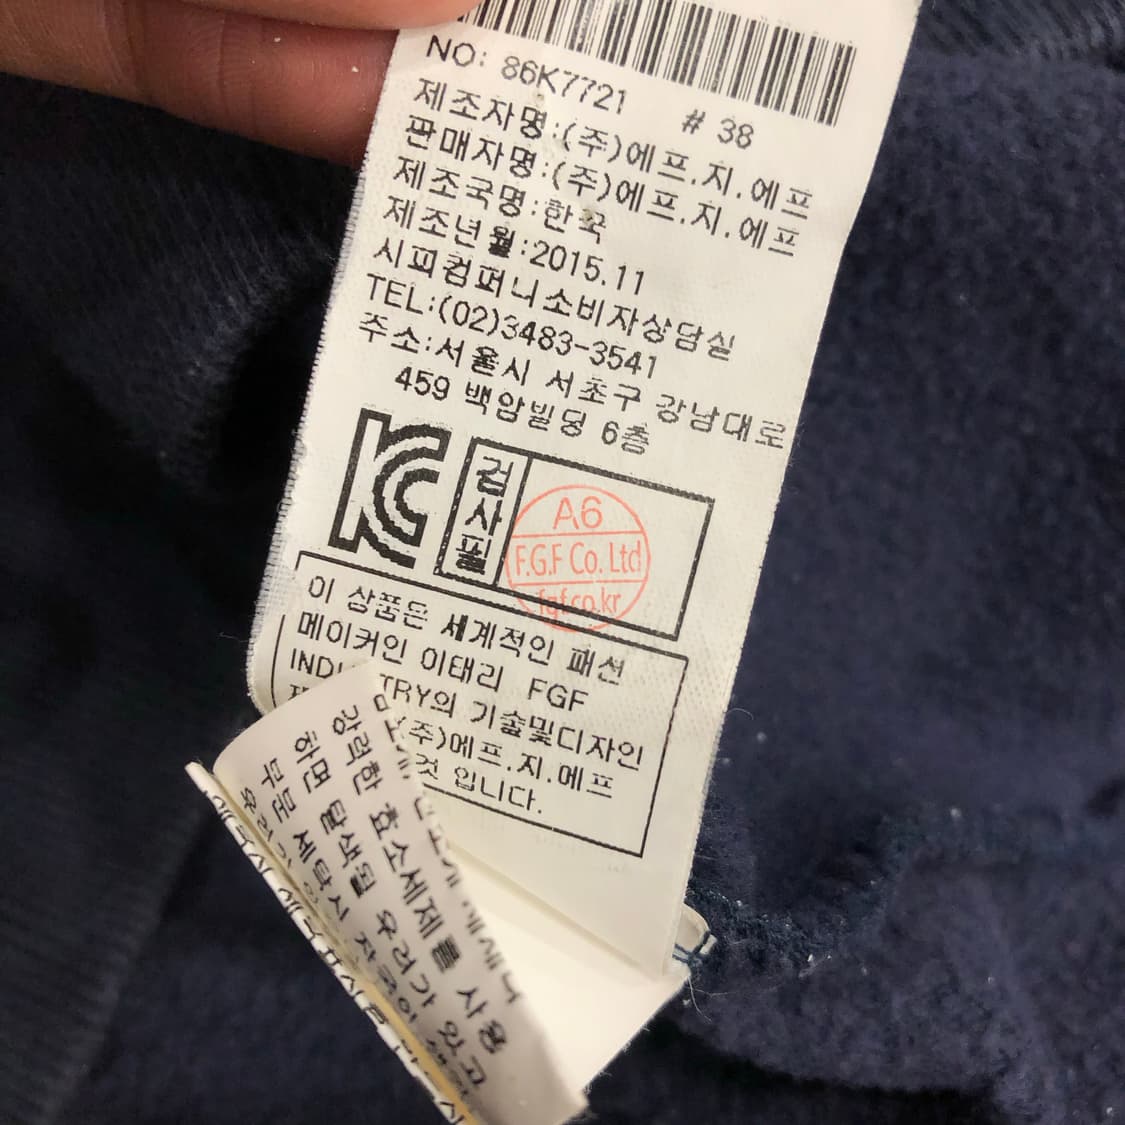 NO: 86K7721 # 38
제조자명:(주)에프.지.에프
판매자명:(주)에프.지.에프
제조국명:한국
제조년월:2015.11
시피컴퍼니소비자상담실
TEL:(02)3483-3541
주소:서울시 서초구 강남대로
459 백암빌딩 6층
검사필
A6
F.G.F Co. Ltd
fgf.co.kr
이 상품은 세계적인 패션
메이커인 이태리 FGF
의 기술및디자인
(주)에프.지.에프
것 입니다.
강력한 효소세제를 사용
하면 탈색될 우려가 있고
부분 세탁시